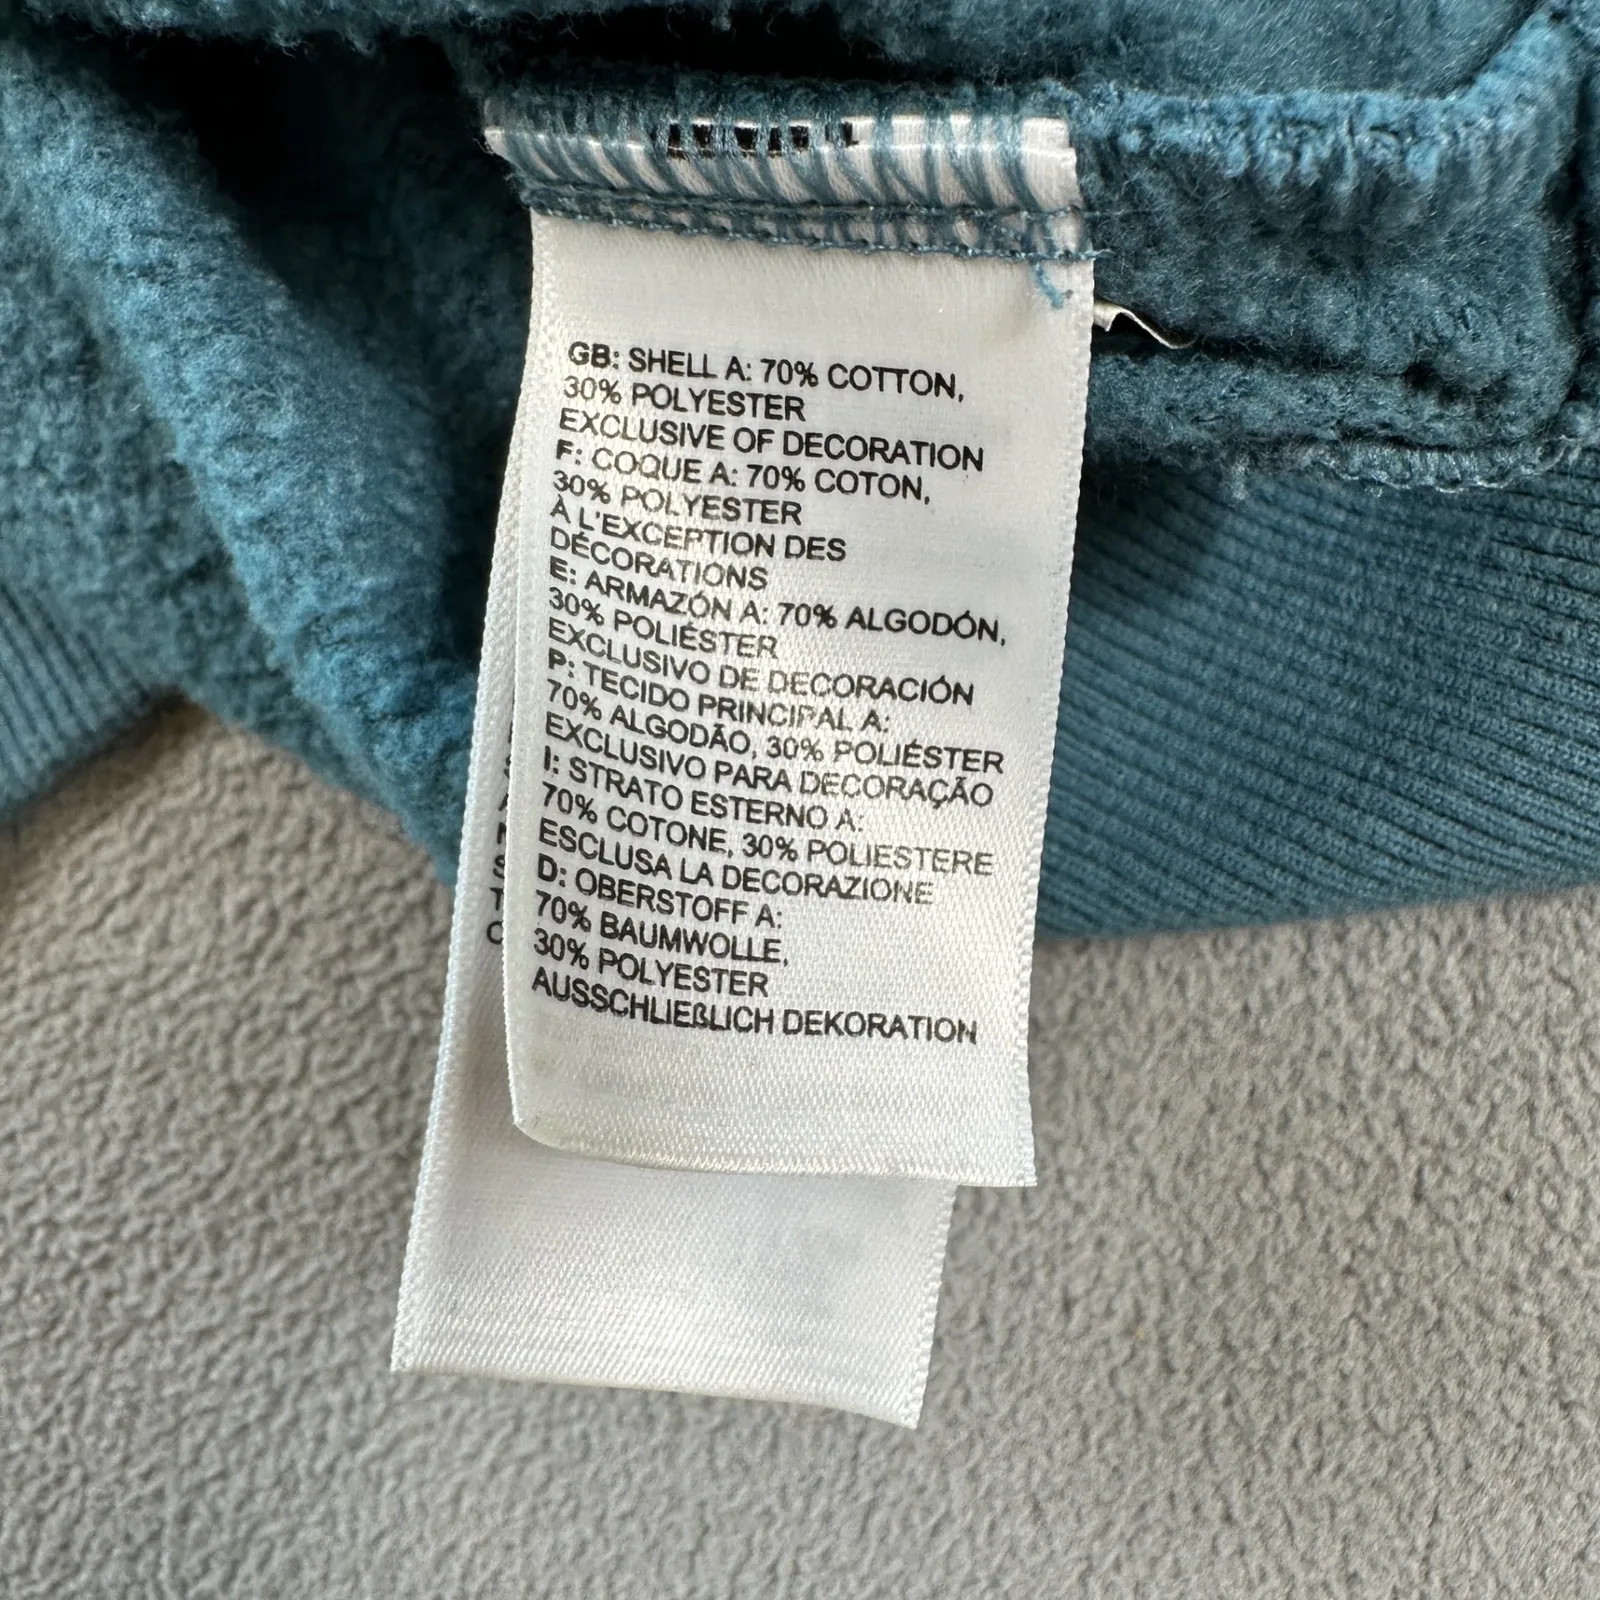 GB: SHELL A: 70% COTTON,
30% POLYESTER
EXCLUSIVE OF DECORATION
F: COQUE A: 70% COTON,
30% POLYESTER
À L'EXCEPTION DES
DÉCORATIONS
E: ARMAZÓN A: 70% ALGODÓN,
30% POLIÉSTER
EXCLUSIVO DE DECORACIÓN
P: TECIDO PRINCIPAL A:
70% ALGODÃO, 30% POLIÉSTER
EXCLUSIVO PARA DECORAÇÃO
I: STRATO ESTERNO A:
70% COTONE, 30% POLIESTERE
ESCLUSA LA DECORAZIONE
D: OBERSTOFF A:
70% BAUMWOLLE,
30% POLYESTER
AUSSCHLIEßLICH DEKORATION